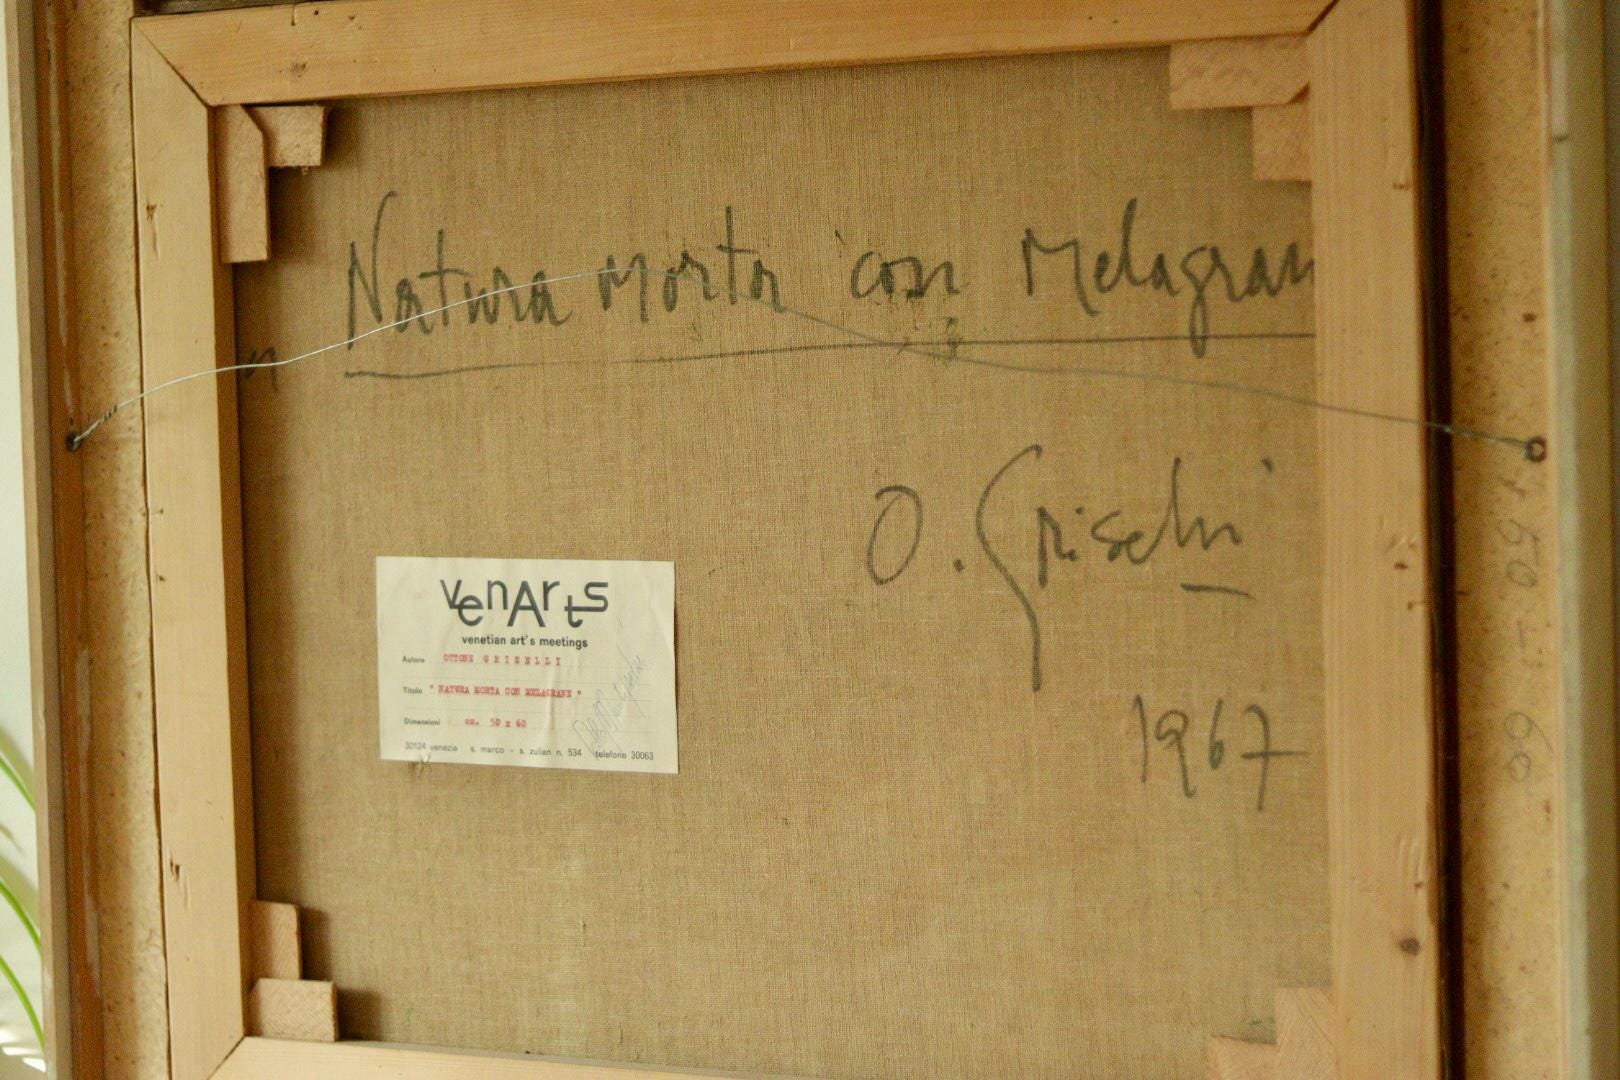 Natura morta con Melagran
n
O. Griselli
1967
venArts
venetian art's meetings
Autore OTTONE GRISELLI
Titolo "NATURA MORTA CON MELAGRANE"
Dimensioni cm. 50 x 60
30124 venezia s. marco - s. zulian n. 534 telefono 30063